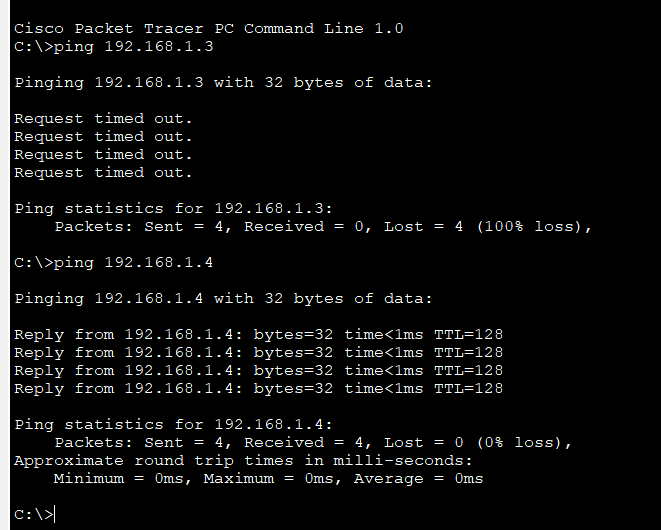 Cisco Packet Tracer PC Command Line 1.0
C:\>ping 192.168.1.3
Pinging 192.168.1.3 with 32 bytes of data:
Request timed out.
Request timed out.
Request timed out.
Request timed out.
Ping statistics for 192.168.1.3:
    Packets: Sent = 4, Received = 0, Lost = 4 (100% loss),
C:\>ping 192.168.1.4
Pinging 192.168.1.4 with 32 bytes of data:
Reply from 192.168.1.4: bytes=32 time<1ms TTL=128
Reply from 192.168.1.4: bytes=32 time<1ms TTL=128
Reply from 192.168.1.4: bytes=32 time<1ms TTL=128
Reply from 192.168.1.4: bytes=32 time<1ms TTL=128
Ping statistics for 192.168.1.4:
    Packets: Sent = 4, Received = 4, Lost = 0 (0% loss),
Approximate round trip times in milli-seconds:
    Minimum = 0ms, Maximum = 0ms, Average = 0ms
C:\>